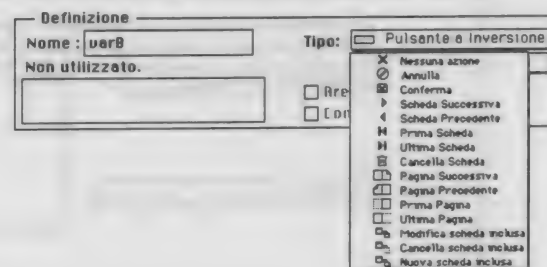 Definizione
Nome : varB
Tipo: Pulsante a Inversione
Non utilizzato.
Nessuna azione
Annulla
Conferma
Scheda Successiva
Scheda Precedente
Prima Scheda
Ultima Scheda
Cancella Scheda
Pagina Successiva
Pagina Precedente
Prima Pagina
Ultima Pagina
Modifica scheda inclusa
Cancella scheda inclusa
Nuova scheda inclusa